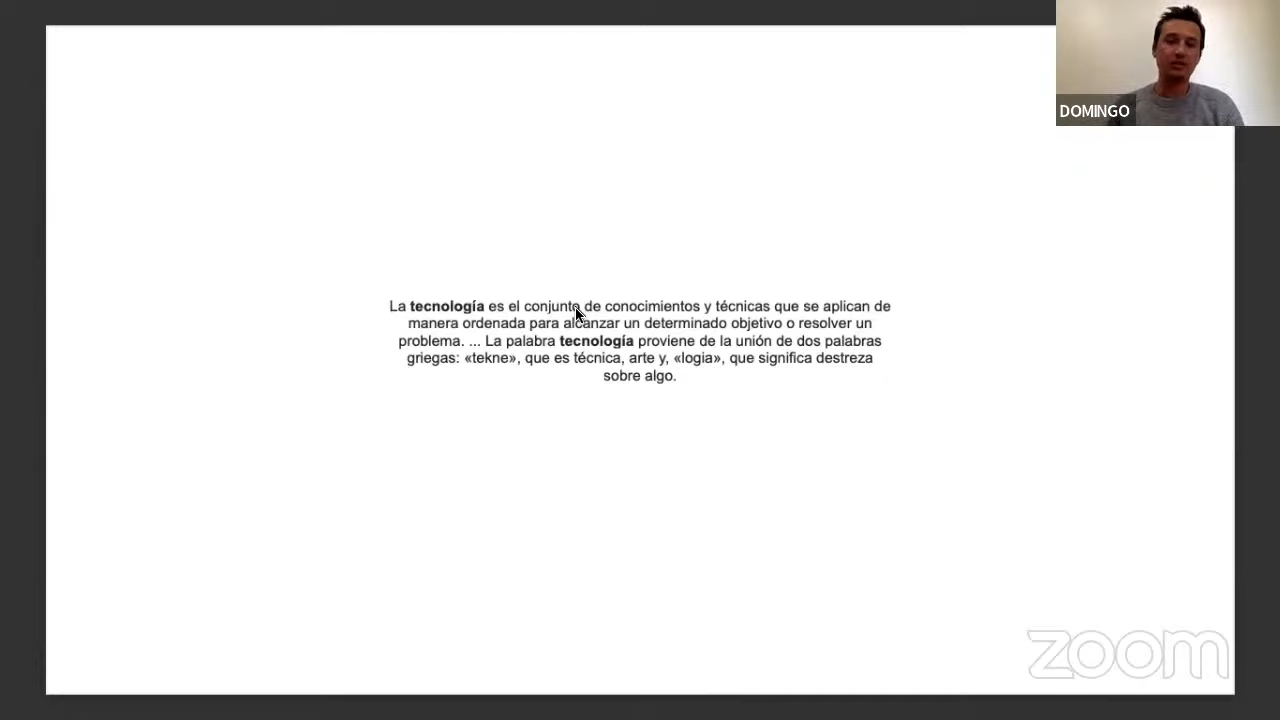 DOMINGO
La tecnología es el conjunto de conocimientos y técnicas que se aplican de
manera ordenada para alcanzar un determinado objetivo o resolver un
problema. ... La palabra tecnología proviene de la unión de dos palabras
griegas: «tekne», que es técnica, arte y, «logia», que significa destreza
sobre algo.
zoom